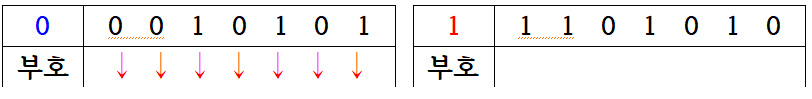 0 0 0 1 0 1 0 1 1 1 1 0 1 0 1 0
부호 ↓ ↓ ↓ ↓ ↓ ↓ ↓ 부호